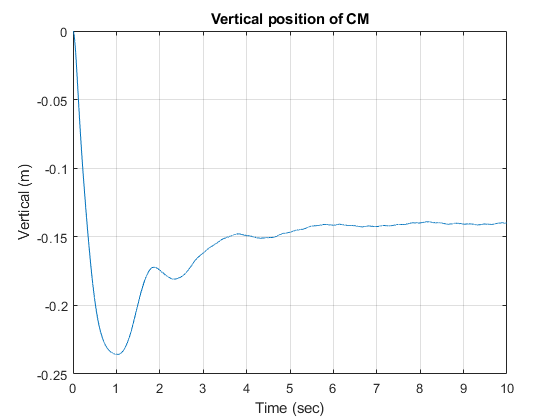 Vertical position of CM
0
-0.05
-0.1
-0.15
-0.2
-0.25
Vertical (m)
0 1 2 3 4 5 6 7 8 9 10
Time (sec)